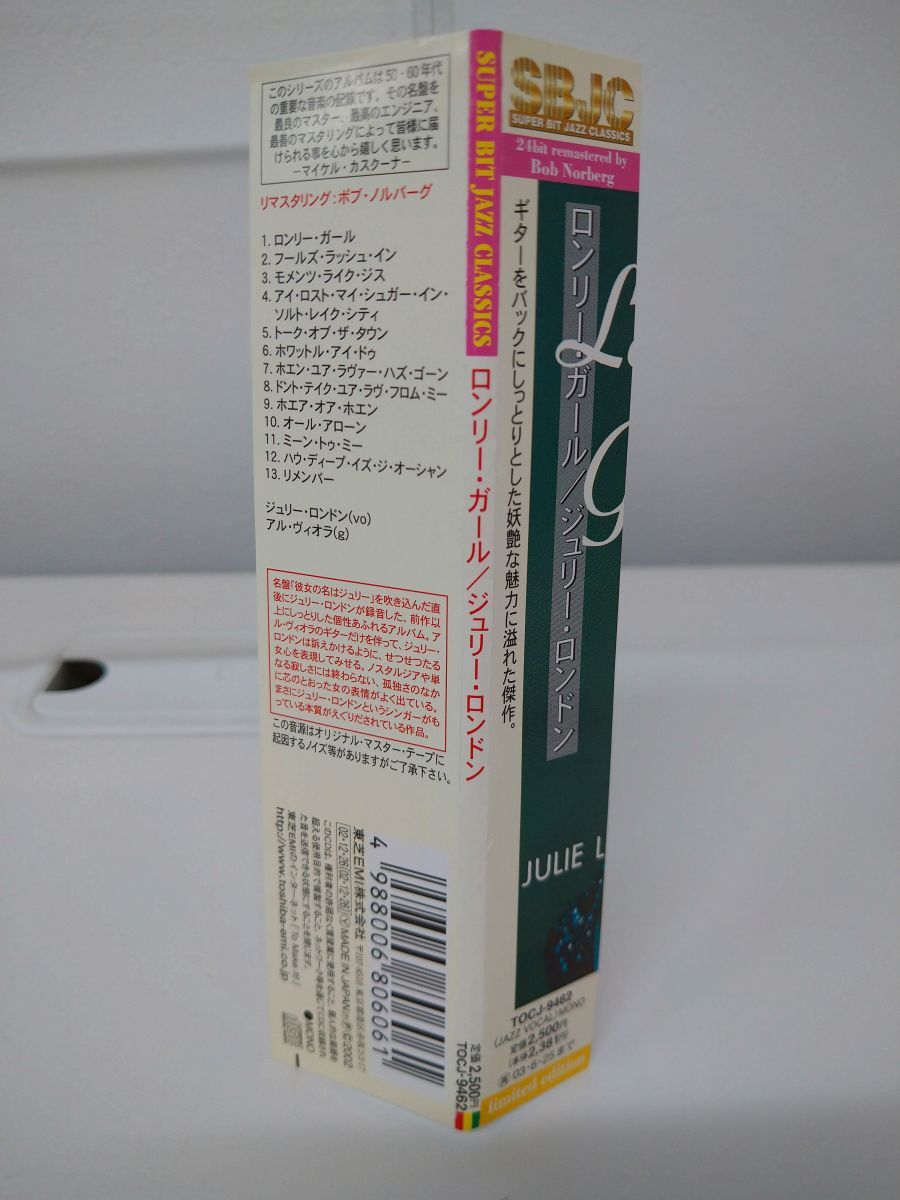 このシリーズのアルバムは50・60年代
の重要な音楽の記録です。その名盤を
最良のマスター、最高のエンジニア、
最善のマスタリングによって皆様に届
けられる事を心から嬉しく思います。
−マイケル・カスクーナー
リマスタリング:ボブ・ノルバーグ
1. ロンリー・ガール
2. フールズ・ラッシュ・イン
3. モメンツ・ライク・ジス
4. アイ・ロスト・マイ・シュガー・イン・
ソルト・レイク・シティ
5. トーク・オブ・ザ・タウン
6. ホワットル・アイ・ドゥ
7. ホエン・ユア・ラヴァー・ハズ・ゴーン
8. ドント・テイク・ユア・ラヴ・フロム・ミー
9. ホエア・オア・ホエン
10. オール・アローン
11. ミーン・トゥ・ミー
12. ハウ・ディープ・イズ・ジ・オーシャン
13. リメンバー
ジュリー・ロンドン(vo)
アル・ヴィオラ(g)
名盤「彼女の名はジュリー」を吹き込んだ直
後にジュリー・ロンドンが録音した、前作以
上にしっとりした個性あふれるアルバム。ア
ル・ヴィオラのギターだけを伴って、ジュリー・
ロンドンは訴えかけるように、せつせつたる
女心を表現してみせる。ノスタルジアや単
なる寂しさには終わらない、孤独さのなか
に芯のとおった女の表情がよく出ている。
まさにジュリー・ロンドンというシンガーがも
っている本質がえぐりだされている作品。
この音源はオリジナル・マスター・テープに
起因するノイズ等がありますがご了承下さい。
4 988006 806061
東芝EMI株式会社
02・12・26 (02・12・26) Ⓨ MADE IN JAPAN Ⓟ©2002
http://www.toshiba-emi.co.jp
MONO
SUPER BIT JAZZ CLASSICS
ロンリー・ガール/ジュリー・ロンドン
定価 2,500円
TOCJ-9462
SBJC
SUPER BIT JAZZ CLASSICS
24bit remastered by
Bob Norberg
ギターをバックにしっとりとした妖艶な魅力に溢れた傑作。
ロンリー・ガール/ジュリー・ロンドン
G
JULIE L
TOCJ-9462
(JAZZ VOCAL) MONO
定価2,500円
(本体2,381円)
再 03・6・25まで
limited edition